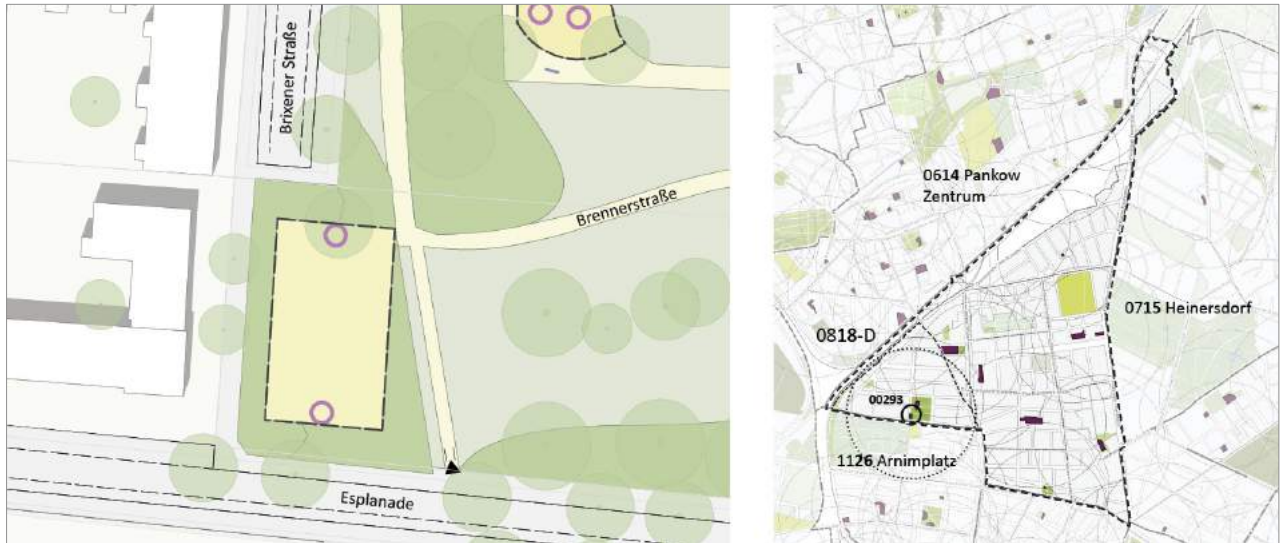 Brixener Straße
Brennerstraße
Esplanade
0614 Pankow
Zentrum
0715 Heinersdorf
0818-D
00293
1126 Arnimplatz